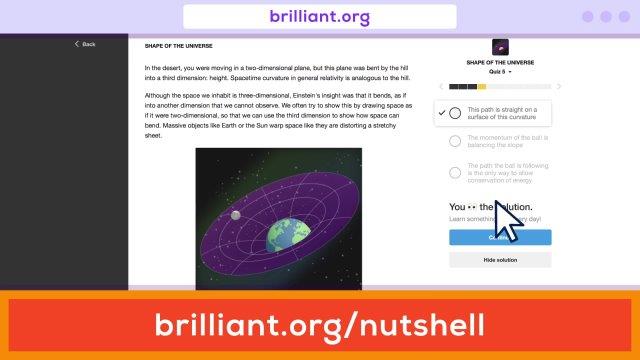 brilliant.org
Back
SHAPE OF THE UNIVERSE
In the desert, you were moving in a two-dimensional plane, but this plane was bent by the hill
into a third dimension: height. Spacetime curvature in general relativity is analogous to the hill.
Although the space we inhabit is three-dimensional, Einstein's insight was that it bends, as if
into another dimension that we cannot observe. We often try to show this by drawing space as
if it were two-dimensional, so that we can use the third dimension to show how space can
bend. Massive objects like Earth or the Sun warp space like they are distorting a stretchy
sheet.
SHAPE OF THE UNIVERSE
Quiz 5
This path is straight on a
surface of this curvature
The momentum of the ball is
balancing the slope
The path the ball is following
is the only way to allow
conservation of energy.
You 👀 the solution.
Learn something every day!
Hide solution
brilliant.org/nutshell